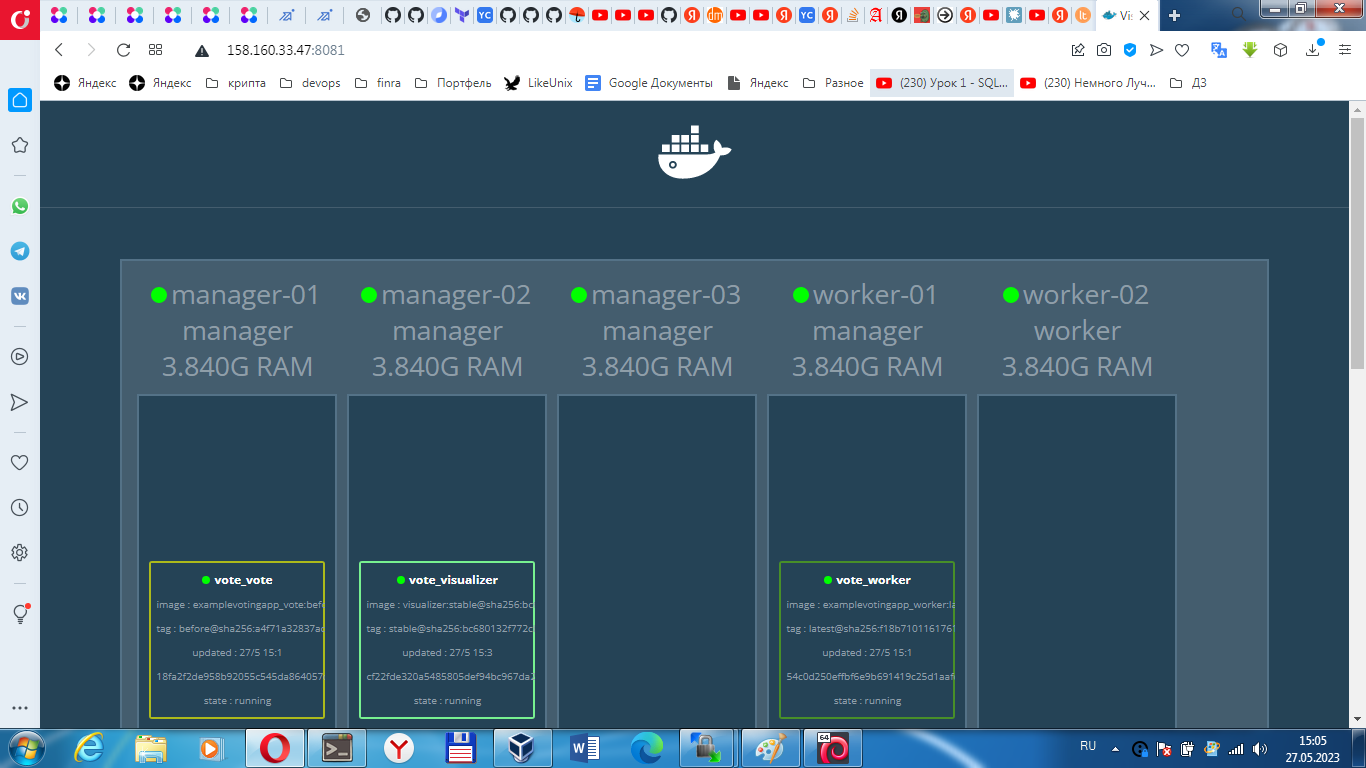 Vis
158.160.33.47:8081
Яндекс Яндекс крипта devops finra Портфель LikeUnix Google Документы Яндекс Разное (230) Урок 1 - SQL... (230) Немного Луч... ДЗ
manager-01 manager-02 manager-03 worker-01 worker-02
manager manager manager manager worker
3.840G RAM 3.840G RAM 3.840G RAM 3.840G RAM 3.840G RAM
vote_vote
image : examplevotingapp_vote:befo
tag : before@sha256:a4f71a32837ac
updated : 27/5 15:1
18fa2f2de958b92055c545da864057
state : running
vote_visualizer
image : visualizer:stable@sha256:bc
tag : stable@sha256:bc680132f772c
updated : 27/5 15:3
cf22fde320a5485805def94bc967da2
state : running
vote_worker
image : examplevotingapp_worker:la
tag : latest@sha256:f18b7101161761
updated : 27/5 15:1
54c0d250effbf6e9b691419c25d1aaf
state : running
RU
15:05
27.05.2023